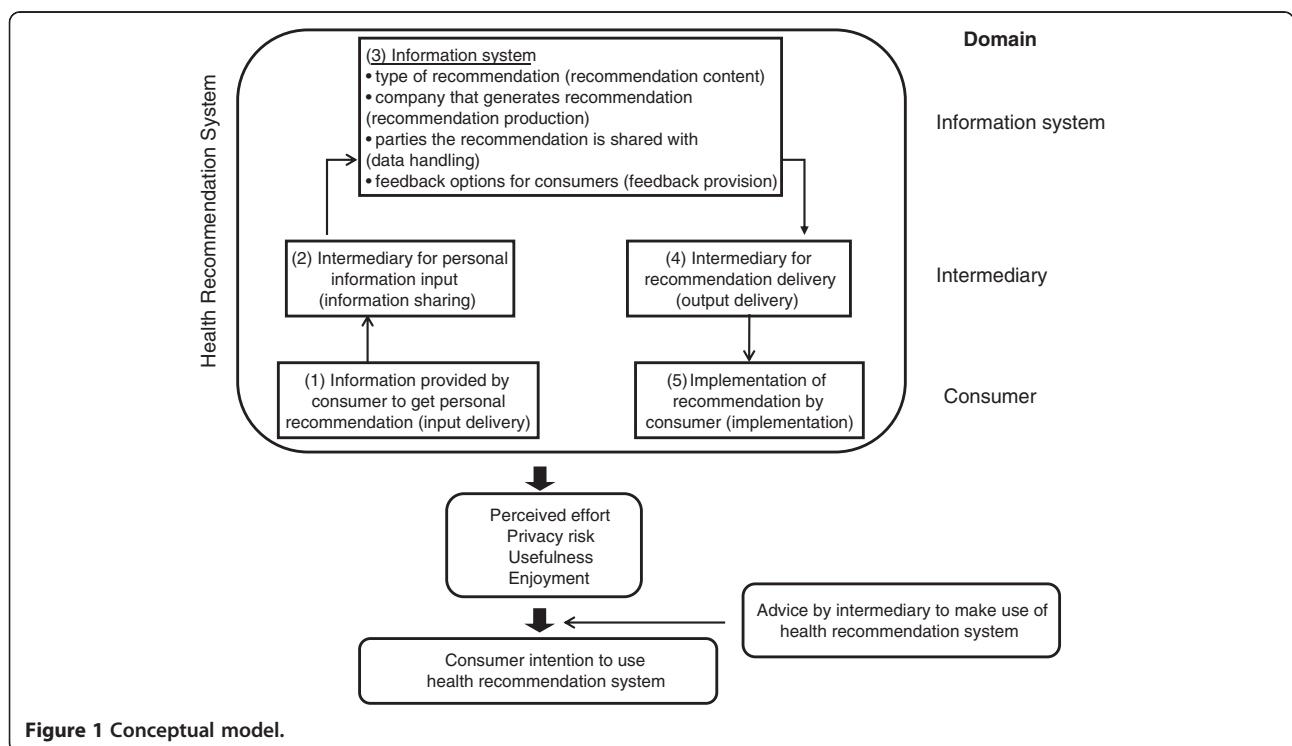 Domain
Health Recommendation System
(3) Information system
• type of recommendation (recommendation content)
• company that generates recommendation
(recommendation production)
• parties the recommendation is shared with
(data handling)
• feedback options for consumers (feedback provision)
Information system
(2) Intermediary for personal
information input
(information sharing)
(4) Intermediary for
recommendation delivery
(output delivery)
Intermediary
(1) Information provided by
consumer to get personal
recommendation (input delivery)
(5) Implementation of
recommendation by
consumer (implementation)
Consumer
Perceived effort
Privacy risk
Usefulness
Enjoyment
Advice by intermediary to make use of
health recommendation system
Consumer intention to use
health recommendation system
Figure 1 Conceptual model.